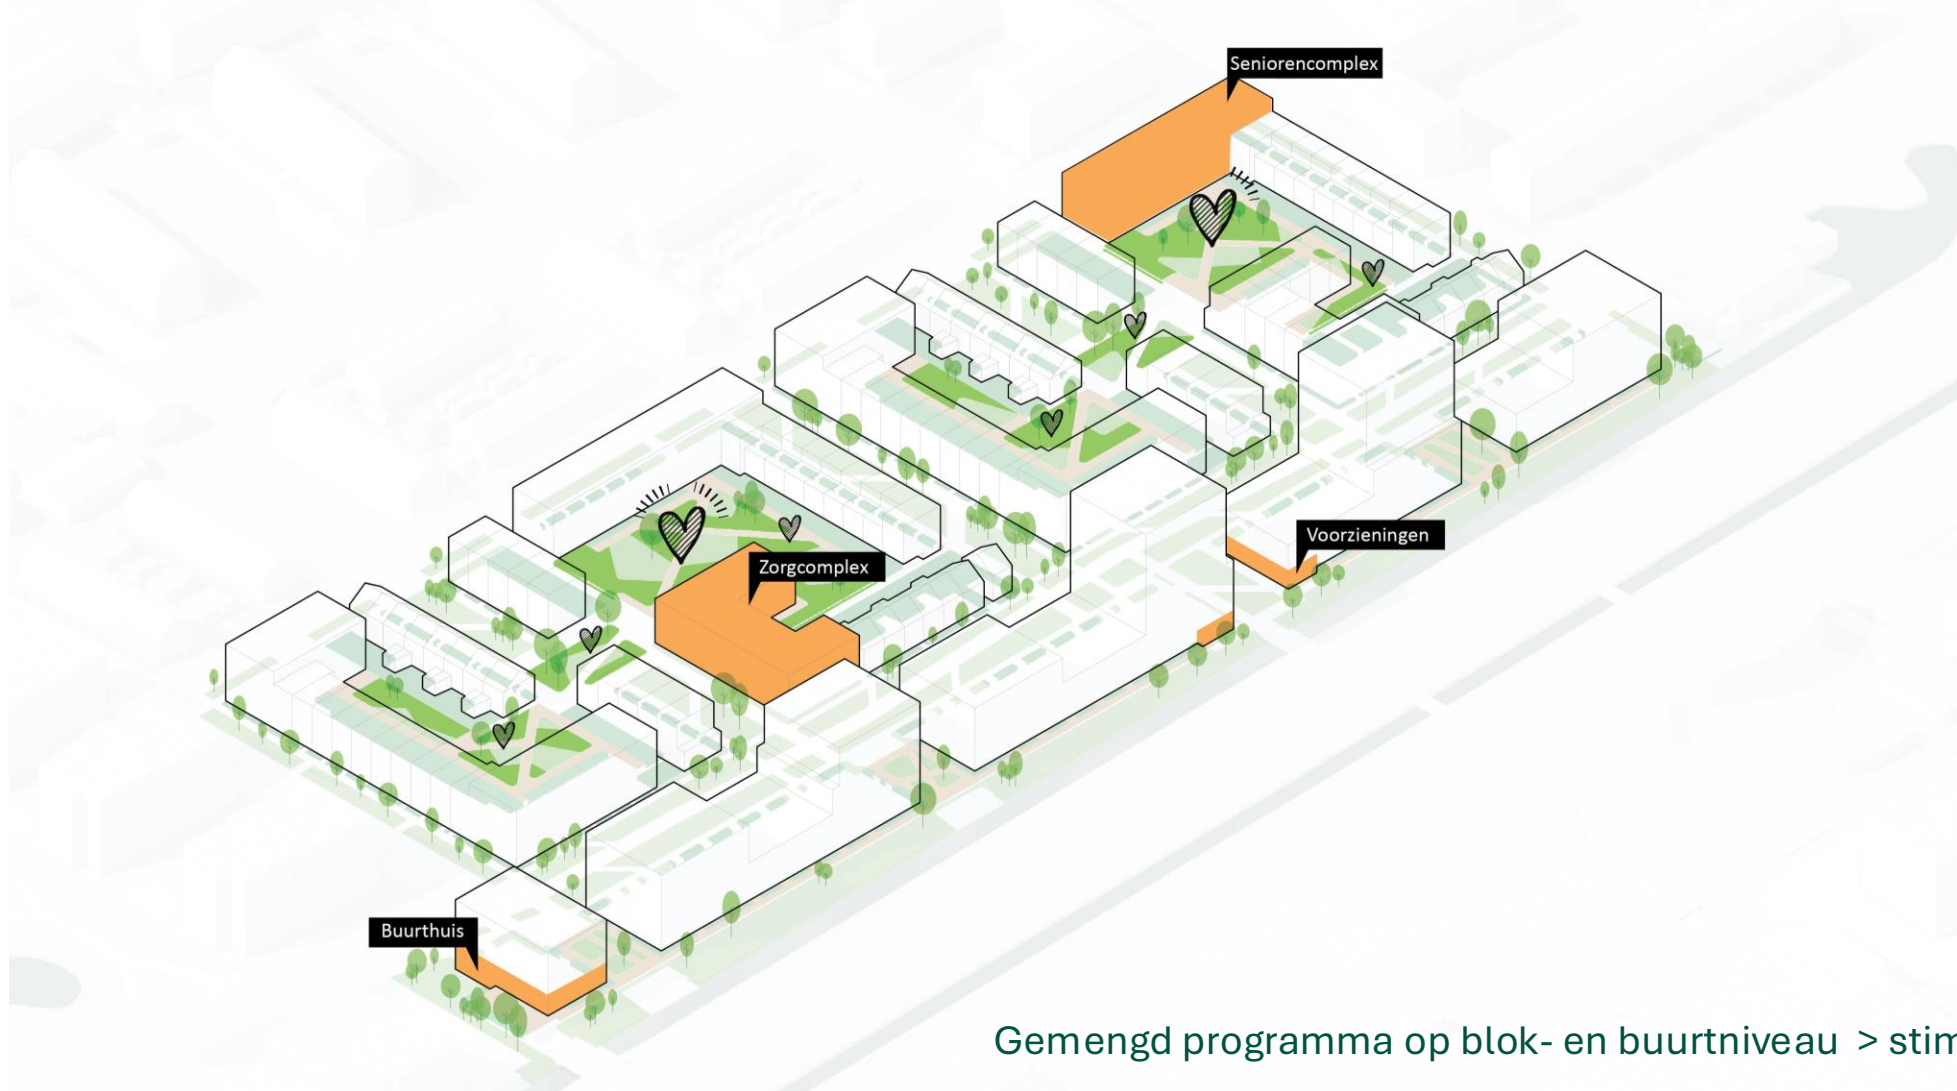 Seniorencomplex
Voorzieningen
Zorgcomplex
Buurthuis
Gemengd programma op blok- en buurtniveau > stim